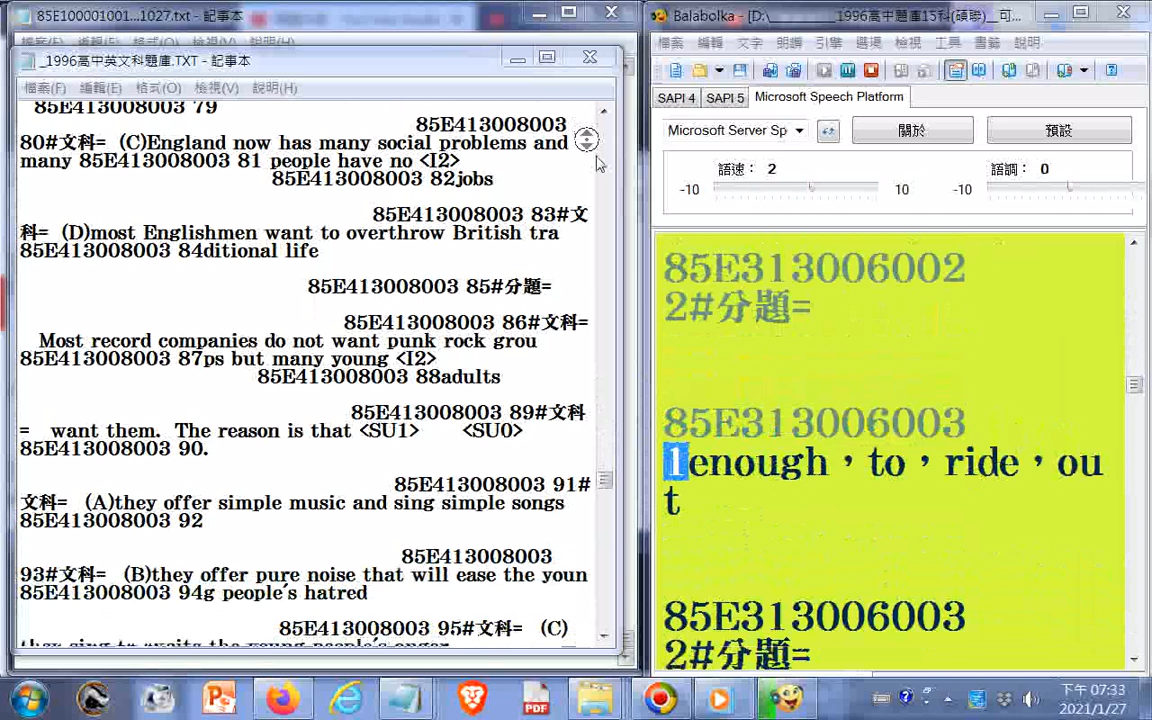 85E100001001...1027.txt - 記事本
_1996高中英文科題庫.TXT - 記事本
檔案(F) 編輯(E) 格式(O) 檢視(V) 說明(H)
85E413008003 79
85E413008003
80#文科= (C)England now has many social problems and
many 85E413008003 81 people have no <I2>
85E413008003 82jobs
85E413008003 83#文
科= (D)most Englishmen want to overthrow British tra
85E413008003 84ditional life
85E413008003 85#分題=
85E413008003 86#文科=
Most record companies do not want punk rock grou
85E413008003 87ps but many young <I2>
85E413008003 88adults
85E413008003 89#文科
= want them. The reason is that <SU1> <SU0>
85E413008003 90.
85E413008003 91#
文科= (A)they offer simple music and sing simple songs
85E413008003 92
85E413008003
93#文科= (B)they offer pure noise that will ease the youn
85E413008003 94g people's hatred
85E413008003 95#文科= (C)
Balabolka - [D:\________1996高中題庫15科(碩聯)__可...
檔案 編輯 文字 朗讀 引擎 選項 檢視 工具 書籤 說明
SAPI 4 SAPI 5 Microsoft Speech Platform
Microsoft Server Sp 關於 預設
語速： 2 語調： 0
-10 10 -10
85E313006002
2#分題=
85E313006003
1enough，to，ride，ou
t
85E313006003
2#分題=
PDF
下午 07:33
2021/1/27